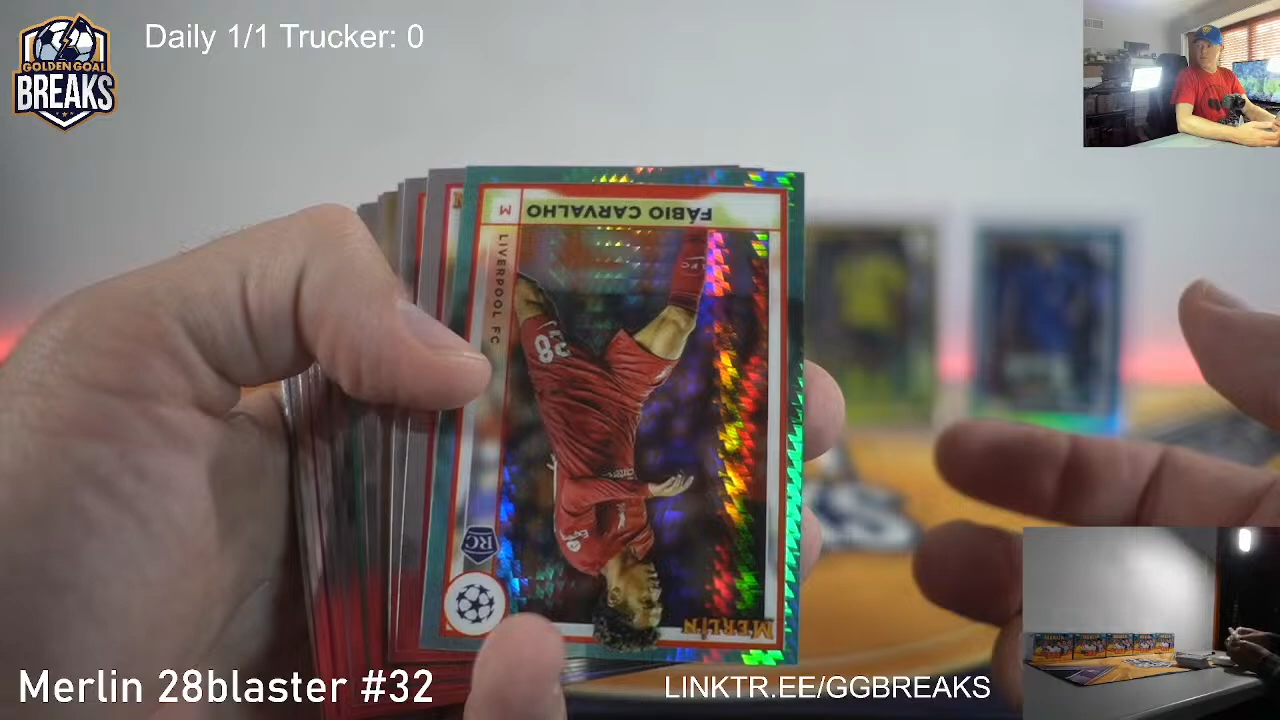 GOLDEN GOAL
BREAKS
Daily 1/1 Trucker: 0
FÁBIO CARVALHO
M
LIVERPOOL FC
28
RC
MERLIN
Merlin 28blaster #32
LINKTR.EE/GGBREAKS